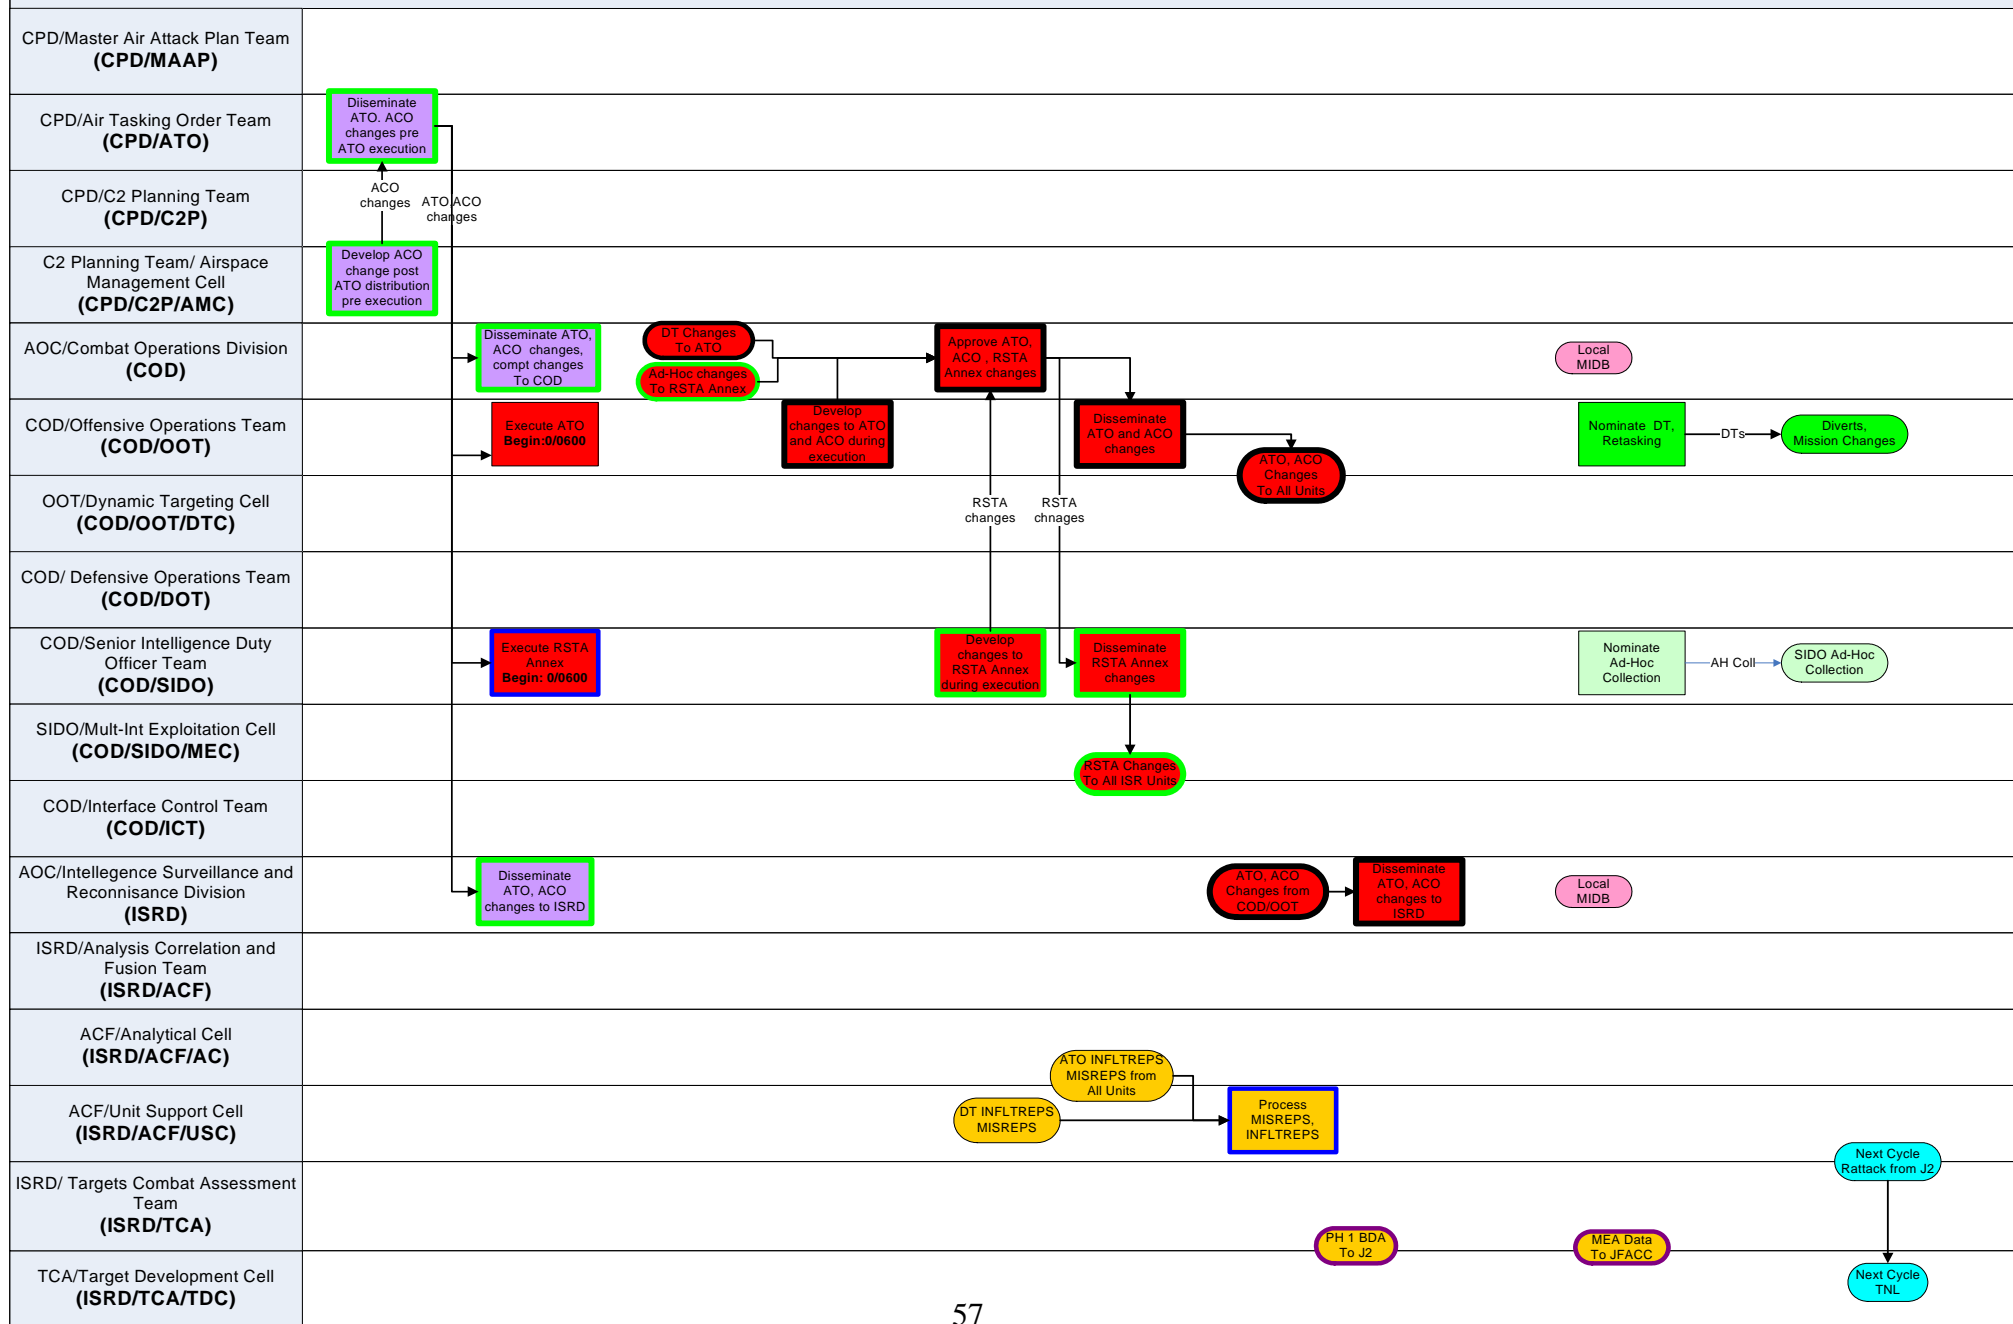 CPD/Master Air Attack Plan Team
(CPD/MAAP)
CPD/Air Tasking Order Team
(CPD/ATO)
Diiseminate
ATO. ACO
changes pre
ATO execution
CPD/C2 Planning Team
(CPD/C2P)
ACO
changes
ATO,ACO
changes
C2 Planning Team/ Airspace
Management Cell
(CPD/C2P/AMC)
Develop ACO
change post
ATO distribution
pre execution
AOC/Combat Operations Division
(COD)
Disseminate ATO,
ACO changes,
compt changes
To COD
DT Changes
To ATO
Ad-Hoc changes
To RSTA Annex
Approve ATO,
ACO , RSTA
Annex changes
Local
MIDB
COD/Offensive Operations Team
(COD/OOT)
Execute ATO
Begin:0/0600
Develop
changes to ATO
and ACO during
execution
Disseminate
ATO and ACO
changes
ATO, ACO
Changes
To All Units
Nominate DT,
Retasking
DTs
Diverts,
Mission Changes
OOT/Dynamic Targeting Cell
(COD/OOT/DTC)
RSTA
changes
RSTA
chnages
COD/ Defensive Operations Team
(COD/DOT)
COD/Senior Intelligence Duty
Officer Team
(COD/SIDO)
Execute RSTA
Annex
Begin: 0/0600
Develop
changes to
RSTA Annex
during execution
Disseminate
RSTA Annex
changes
Nominate
Ad-Hoc
Collection
AH Coll
SIDO Ad-Hoc
Collection
SIDO/Mult-Int Exploitation Cell
(COD/SIDO/MEC)
RSTA Changes
To All ISR Units
COD/Interface Control Team
(COD/ICT)
AOC/Intellegence Surveillance and
Reconnisance Division
(ISRD)
Disseminate
ATO, ACO
changes to ISRD
ATO, ACO
Changes from
COD/OOT
Disseminate
ATO, ACO
changes to
ISRD
Local
MIDB
ISRD/Analysis Correlation and
Fusion Team
(ISRD/ACF)
ACF/Analytical Cell
(ISRD/ACF/AC)
ATO INFLTREPS
MISREPS from
All Units
ACF/Unit Support Cell
(ISRD/ACF/USC)
DT INFLTREPS
MISREPS
Process
MISREPS,
INFLTREPS
Next Cycle
Rattack from J2
ISRD/ Targets Combat Assessment
Team
(ISRD/TCA)
PH 1 BDA
To J2
MEA Data
To JFACC
TCA/Target Development Cell
(ISRD/TCA/TDC)
Next Cycle
TNL
57